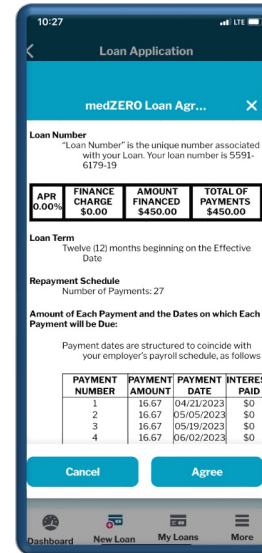 10:27
LTE
Loan Application
medZERO Loan Agr...
Loan Number
"Loan Number" is the unique number associated
with your Loan. Your loan number is 5591-
6179-19
APR 0.00% FINANCE CHARGE $0.00 AMOUNT FINANCED $450.00 TOTAL OF PAYMENTS $450.00
Loan Term
Twelve (12) months beginning on the Effective
Date
Repayment Schedule
Number of Payments: 27
Amount of Each Payment and the Dates on which Each
Payment will be Due:
Payment dates are structured to coincide with
your employer's payroll schedule, as follows
PAYMENT NUMBER PAYMENT AMOUNT PAYMENT DATE INTERES PAID
1 16.67 04/21/2023 $0
2 16.67 05/05/2023 $0
3 16.67 05/19/2023 $0
4 16.67 06/02/2023 $0
Cancel Agree
Dashboard New Loan My Loans More